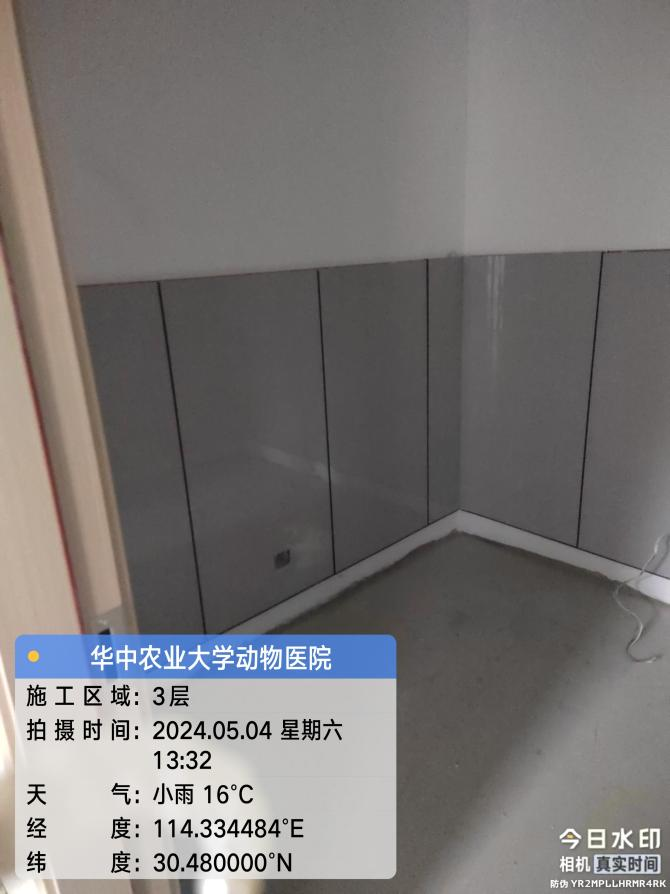 华中农业大学动物医院
施工区域：3层
拍摄时间：2024.05.04 星期六
13:32
天气：小雨 16°C
经度：114.334484°E
纬度：30.480000°N
今日水印
相机 真实时间
防伪 YR2MPLLHRMR4RK